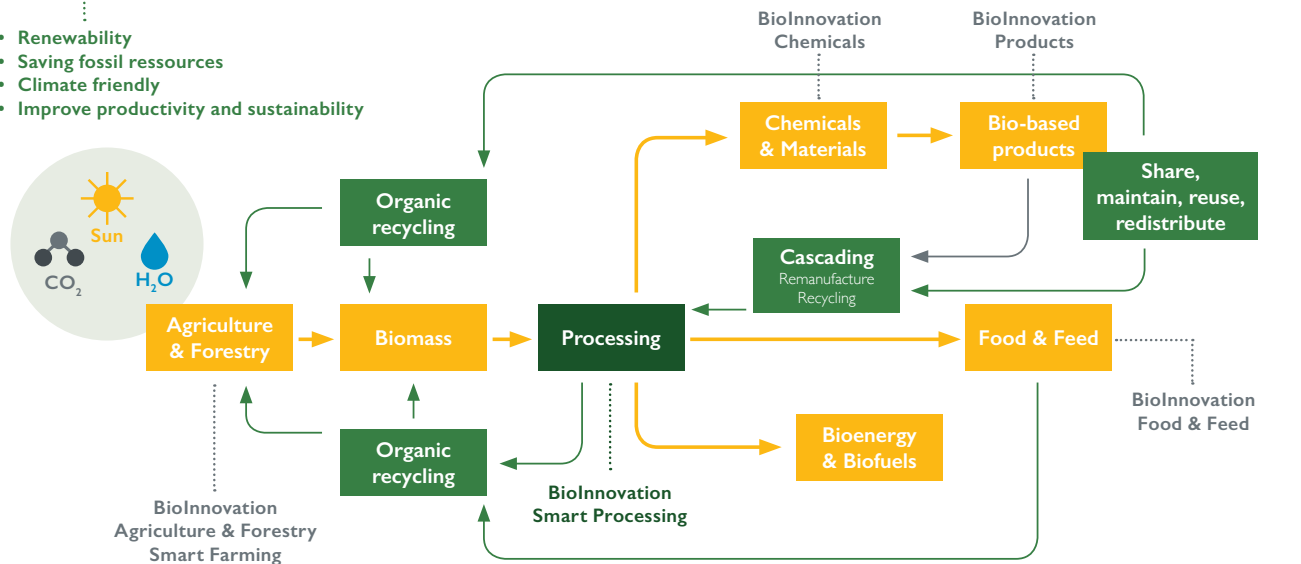 • Renewability
• Saving fossil ressources
• Climate friendly
• Improve productivity and sustainability
BioInnovation
Chemicals
BioInnovation
Products
Chemicals
& Materials
Bio-based
products
Share,
maintain, reuse,
redistribute
Organic
recycling
Sun
CO2
H2O
Cascading
Remanufacture
Recycling
Agriculture
& Forestry
Biomass
Processing
Food & Feed
BioInnovation
Food & Feed
Bioenergy
& Biofuels
Organic
recycling
BioInnovation
Smart Processing
BioInnovation
Agriculture & Forestry
Smart Farming